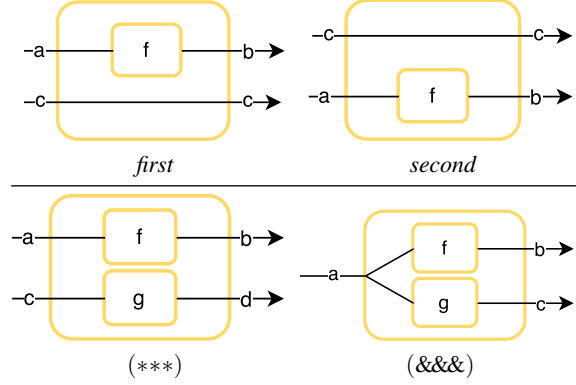 a f b
c c
first
c c
a f b
second
a f b
c g d
(***)
f b
a
g c
(&&&)